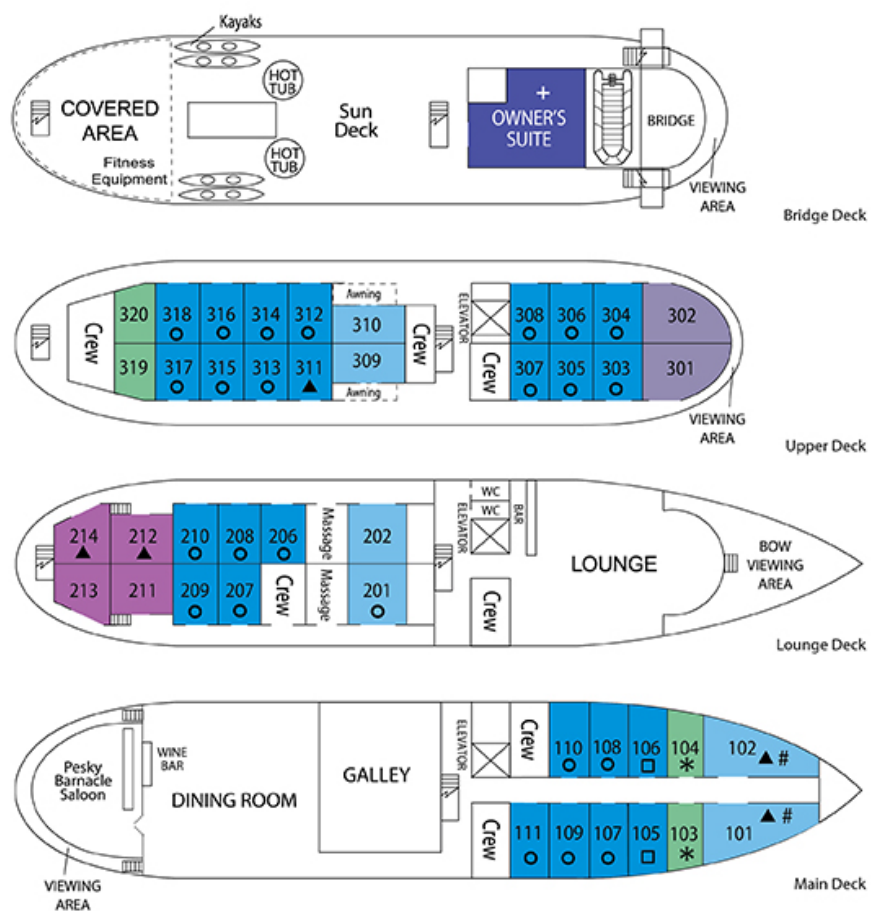 Kayaks
HOT
TUB
COVERED
AREA
Sun
Deck
+
OWNER'S
SUITE
BRIDGE
HOT
TUB
Fitness
Equipment
VIEWING
AREA
Bridge Deck
Awning
ELEVATOR
320 318 316 314 312 310 308 306 304 302
Crew Crew
319 317 315 313 311 309 Crew 307 305 303 301
Awning
VIEWING
AREA
Upper Deck
WC
WC
ELEVATOR
BAR
214 212 210 208 206 Massage 202
LOUNGE
BOW
VIEWING
AREA
213 211 209 207 Crew Massage 201
Crew
Lounge Deck
ELEVATOR
Crew 110 108 106 104 * 102 #
Pesky
Barnacle
Saloon
WINE
BAR
GALLEY
DINING ROOM
Crew 111 109 107 105 103 * 101 #
VIEWING
AREA
Main Deck